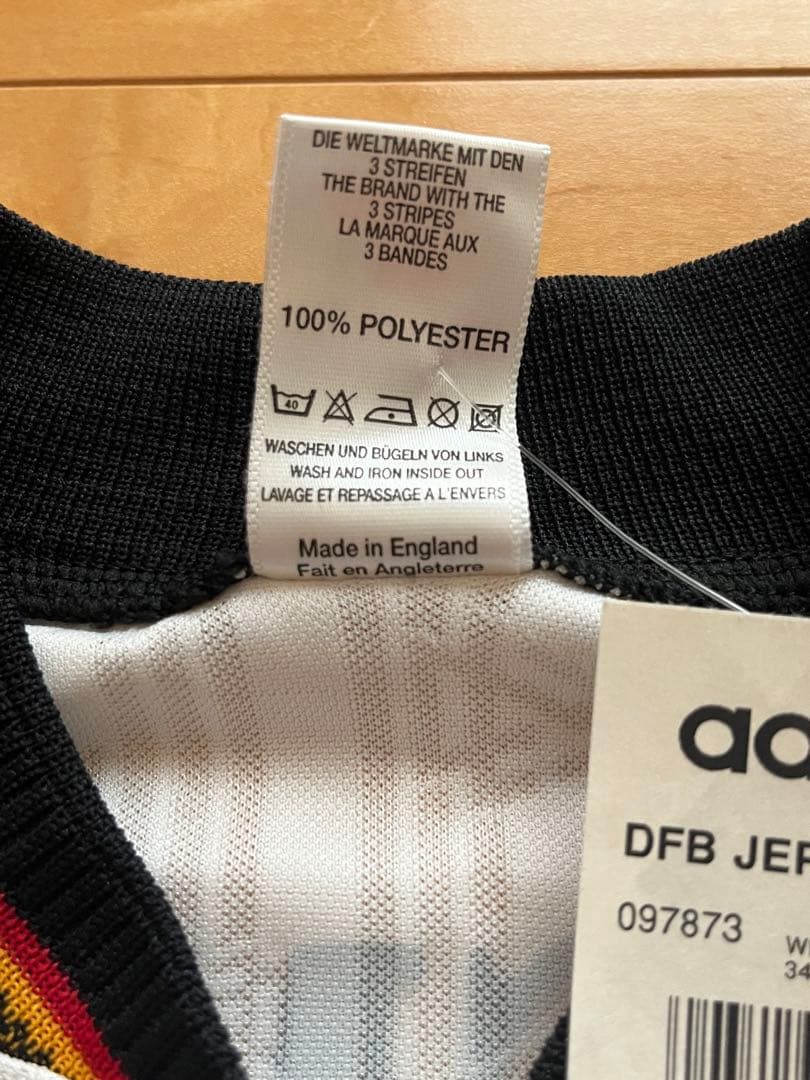 DIE WELTMARKE MIT DEN
3 STREIFEN
THE BRAND WITH THE
3 STRIPES
LA MARQUE AUX
3 BANDES
100% POLYESTER
40
WASCHEN UND BÜGELN VON LINKS
WASH AND IRON INSIDE OUT
LAVAGE ET REPASSAGE A L'ENVERS
Made in England
Fait en Angleterre
DFB
097873
34